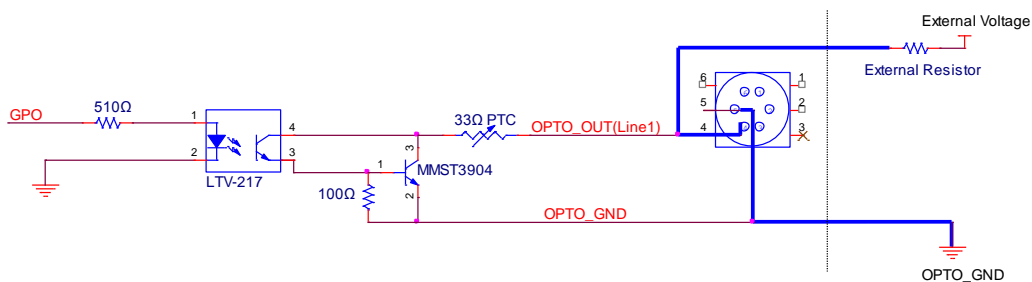 External Voltage
External Resistor
GPO
510Ω
1
2
4
3
LTV-217
33Ω PTC
OPTO_OUT(Line1)
3
1
2
MMST3904
100Ω
OPTO_GND
6
5
4
1
2
3
OPTO_GND